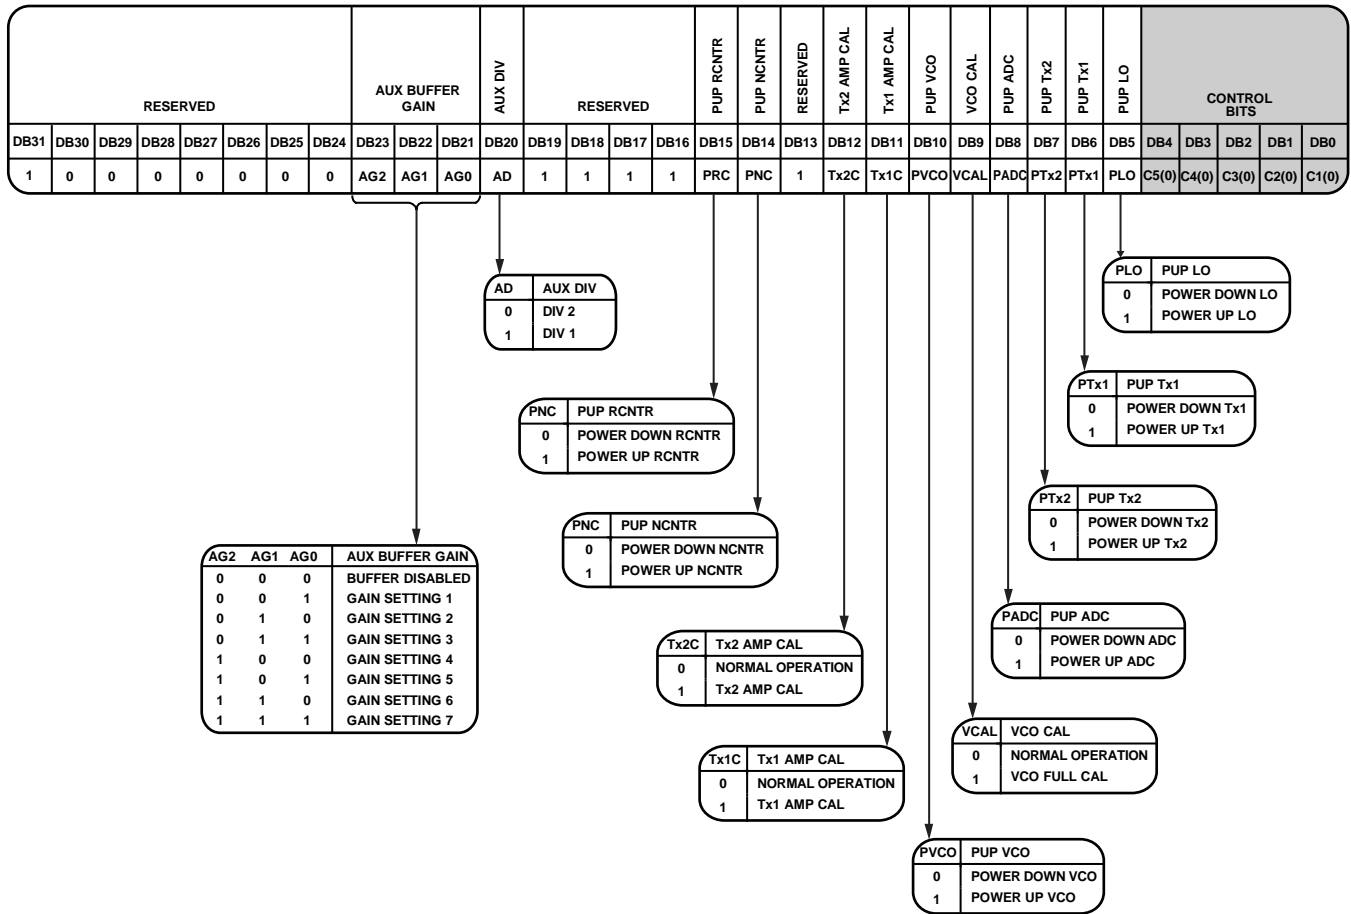 RESERVED
AUX BUFFER
GAIN
AUX DIV
RESERVED
PUP RCNTR
PUP NCNTR
RESERVED
Tx2 AMP CAL
Tx1 AMP CAL
PUP VCO
VCO CAL
PUP ADC
PUP Tx2
PUP Tx1
PUP LO
CONTROL
BITS
DB31 DB30 DB29 DB28 DB27 DB26 DB25 DB24 DB23 DB22 DB21 DB20 DB19 DB18 DB17 DB16 DB15 DB14 DB13 DB12 DB11 DB10 DB9 DB8 DB7 DB6 DB5 DB4 DB3 DB2 DB1 DB0
1 0 0 0 0 0 0 0 AG2 AG1 AG0 AD 1 1 1 1 PRC PNC 1 Tx2C Tx1C PVCO VCAL PADC PTx2 PTx1 PLO C5(0) C4(0) C3(0) C2(0) C1(0)
PLO PUP LO
0 POWER DOWN LO
1 POWER UP LO
AD AUX DIV
0 DIV 2
1 DIV 1
PTx1 PUP Tx1
0 POWER DOWN Tx1
1 POWER UP Tx1
PNC PUP RCNTR
0 POWER DOWN RCNTR
1 POWER UP RCNTR
PTx2 PUP Tx2
0 POWER DOWN Tx2
1 POWER UP Tx2
PNC PUP NCNTR
0 POWER DOWN NCNTR
1 POWER UP NCNTR
AG2 AG1 AG0 AUX BUFFER GAIN
0 0 0 BUFFER DISABLED
0 0 1 GAIN SETTING 1
0 1 0 GAIN SETTING 2
0 1 1 GAIN SETTING 3
1 0 0 GAIN SETTING 4
1 0 1 GAIN SETTING 5
1 1 0 GAIN SETTING 6
1 1 1 GAIN SETTING 7
PADC PUP ADC
0 POWER DOWN ADC
1 POWER UP ADC
Tx2C Tx2 AMP CAL
0 NORMAL OPERATION
1 Tx2 AMP CAL
VCAL VCO CAL
0 NORMAL OPERATION
1 VCO FULL CAL
Tx1C Tx1 AMP CAL
0 NORMAL OPERATION
1 Tx1 AMP CAL
PVCO PUP VCO
0 POWER DOWN VCO
1 POWER UP VCO